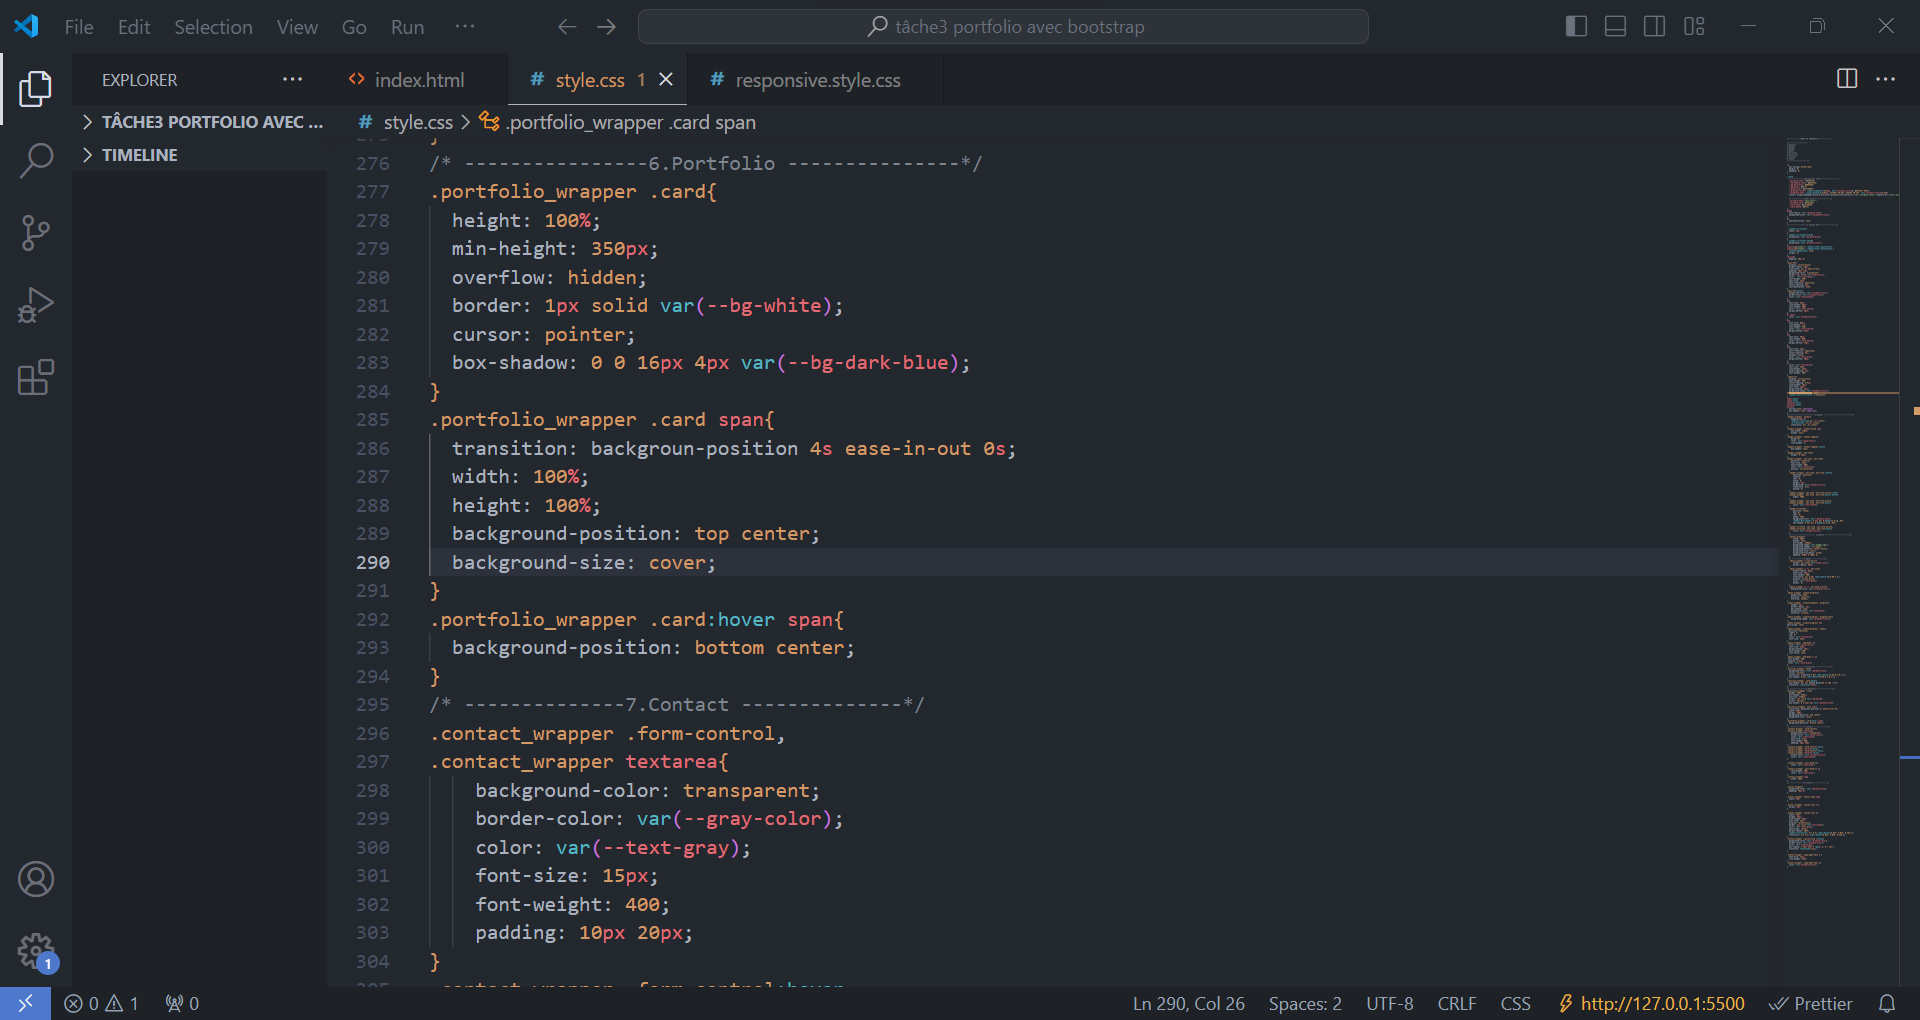 File Edit Selection View Go Run ···
tâche3 portfolio avec bootstrap
EXPLORER ···
index.html
style.css 1
responsive.style.css
TÂCHE3 PORTFOLIO AVEC ...
TIMELINE
# style.css > .portfolio_wrapper .card span
276 /* ----------------6.Portfolio ---------------*/
277 .portfolio_wrapper .card{
278 height: 100%;
279 min-height: 350px;
280 overflow: hidden;
281 border: 1px solid var(--bg-white);
282 cursor: pointer;
283 box-shadow: 0 0 16px 4px var(--bg-dark-blue);
284 }
285 .portfolio_wrapper .card span{
286 transition: backgroun-position 4s ease-in-out 0s;
287 width: 100%;
288 height: 100%;
289 background-position: top center;
290 background-size: cover;
291 }
292 .portfolio_wrapper .card:hover span{
293 background-position: bottom center;
294 }
295 /* --------------7.Contact --------------*/
296 .contact_wrapper .form-control,
297 .contact_wrapper textarea{
298 background-color: transparent;
299 border-color: var(--gray-color);
300 color: var(--text-gray);
301 font-size: 15px;
302 font-weight: 400;
303 padding: 10px 20px;
304 }
1
0 1 0
Ln 290, Col 26 Spaces: 2 UTF-8 CRLF CSS http://127.0.0.1:5500 Prettier